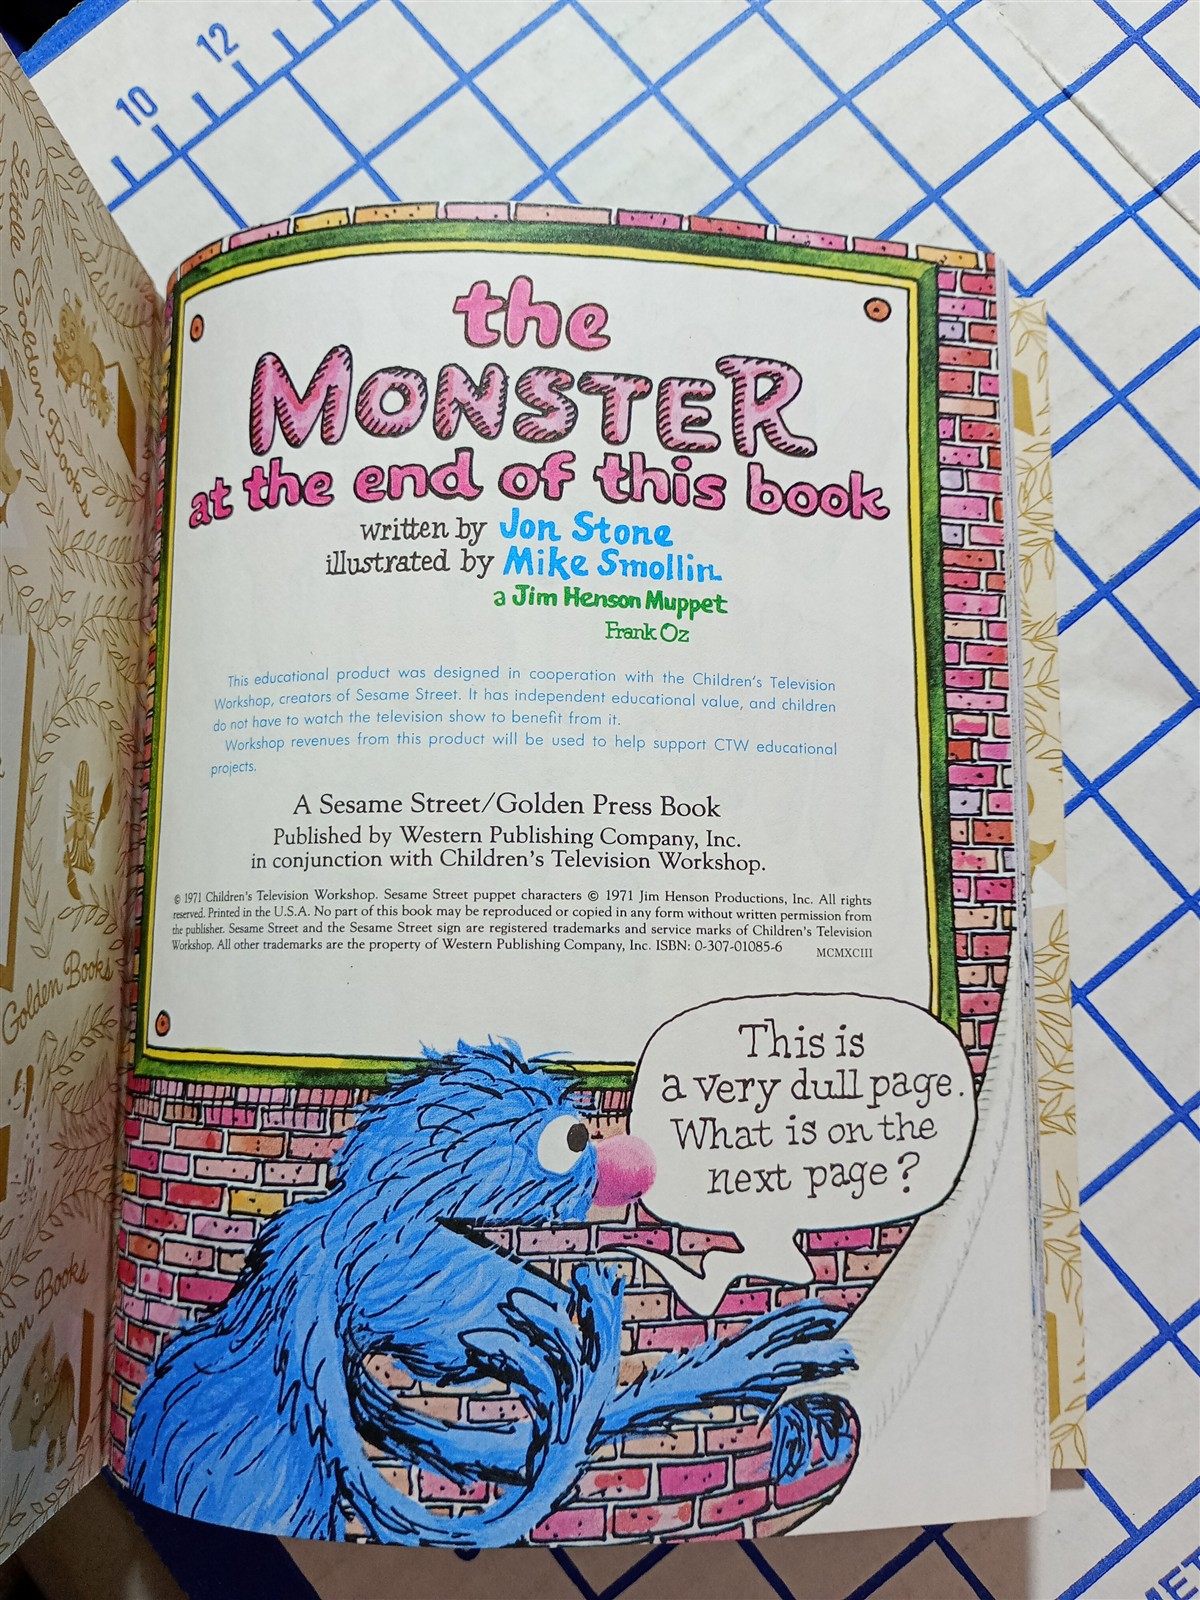 10
12
Little Golden Books
Golden Books
Books
the
MONSTER
at the end of this book
written by Jon Stone
illustrated by Mike Smollin
a Jim Henson Muppet
Frank Oz
This educational product was designed in cooperation with the Children's Television
Workshop, creators of Sesame Street. It has independent educational value, and children
do not have to watch the television show to benefit from it.
Workshop revenues from this product will be used to help support CTW educational
projects.
A Sesame Street/Golden Press Book
Published by Western Publishing Company, Inc.
in conjunction with Children's Television Workshop.
© 1971 Children's Television Workshop. Sesame Street puppet characters © 1971 Jim Henson Productions, Inc. All rights
reserved. Printed in the U.S.A. No part of this book may be reproduced or copied in any form without written permission from
the publisher. Sesame Street and the Sesame Street sign are registered trademarks and service marks of Children's Television
Workshop. All other trademarks are the property of Western Publishing Company, Inc. ISBN: 0-307-01085-6
MCMXCIII
This is
a very dull page.
What is on the
next page?